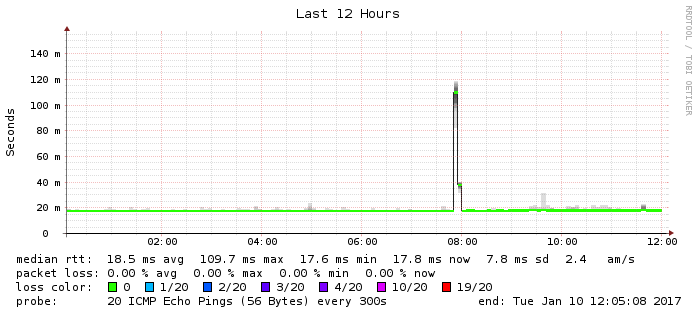 Last 12 Hours
RRDTOOL / TOBI OETIKER
Seconds
140 m
120 m
100 m
80 m
60 m
40 m
20 m
0
02:00 04:00 06:00 08:00 10:00 12:00
median rtt: 18.5 ms avg 109.7 ms max 17.6 ms min 17.8 ms now 7.8 ms sd 2.4 am/s
packet loss: 0.00 % avg 0.00 % max 0.00 % min 0.00 % now
loss color: 0 1/20 2/20 3/20 4/20 10/20 19/20
probe: 20 ICMP Echo Pings (56 Bytes) every 300s end: Tue Jan 10 12:05:08 2017